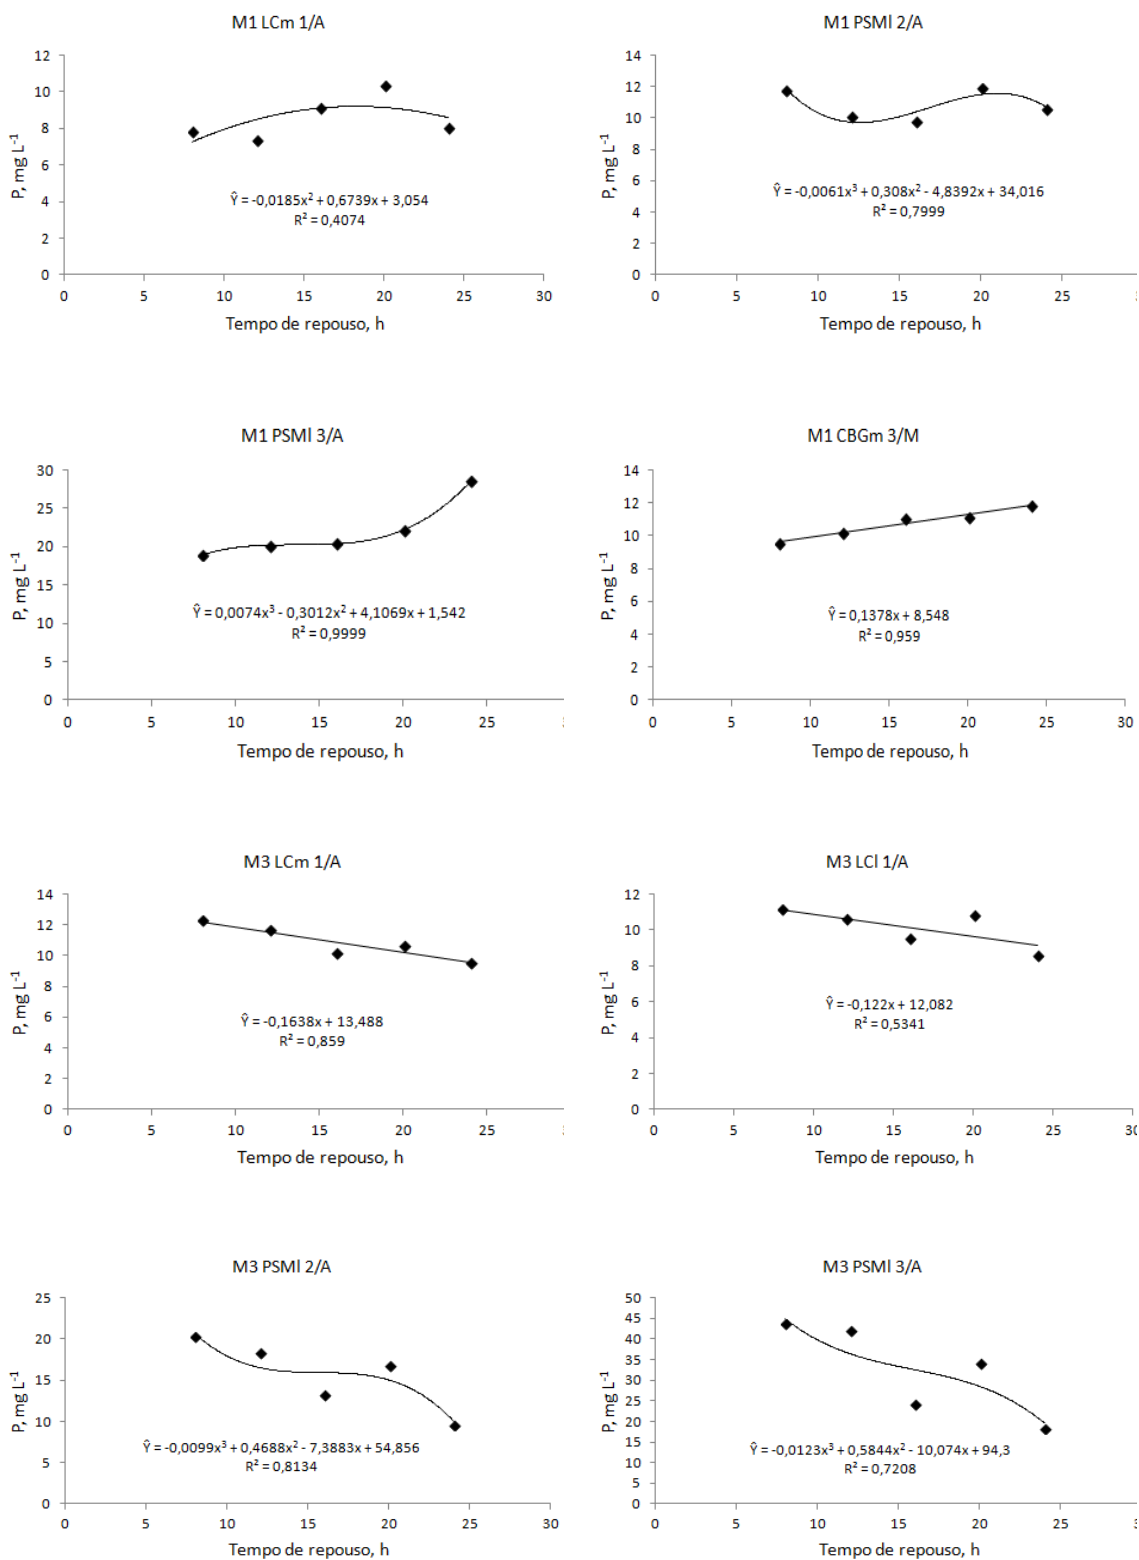 M1 LCm 1/A
P, mg L⁻¹
12
10
8
6
4
2
0
Ŷ = -0,0185x² + 0,6739x + 3,054
R² = 0,4074
0 5 10 15 20 25 30
Tempo de repouso, h
M1 PSMl 2/A
P, mg L⁻¹
14
12
10
8
6
4
2
0
Ŷ = -0,0061x³ + 0,308x² - 4,8392x + 34,016
R² = 0,7999
0 5 10 15 20 25 3
Tempo de repouso, h
M1 PSMl 3/A
P, mg L⁻¹
30
25
20
15
10
5
0
Ŷ = 0,0074x³ - 0,3012x² + 4,1069x + 1,542
R² = 0,9999
0 5 10 15 20 25
Tempo de repouso, h
M1 CBGm 3/M
P, mg L⁻¹
14
12
10
8
6
4
2
0
Ŷ = 0,1378x + 8,548
R² = 0,959
0 5 10 15 20 25 30
Tempo de repouso, h
M3 LCm 1/A
P, mg L⁻¹
14
12
10
8
6
4
2
0
Ŷ = -0,1638x + 13,488
R² = 0,859
0 5 10 15 20 25
Tempo de repouso, h
M3 LCl 1/A
P, mg L⁻¹
12
10
8
6
4
2
0
Ŷ = -0,122x + 12,082
R² = 0,5341
0 5 10 15 20 25 30
Tempo de repouso, h
M3 PSMl 2/A
P, mg L⁻¹
25
20
15
10
5
0
Ŷ = -0,0099x³ + 0,4688x² - 7,3883x + 54,856
R² = 0,8134
0 5 10 15 20 25 30
Tempo de repouso, h
M3 PSMl 3/A
P, mg L⁻¹
50
45
40
35
30
25
20
15
10
5
0
Ŷ = -0,0123x³ + 0,5844x² - 10,074x + 94,3
R² = 0,7208
0 5 10 15 20 25 3
Tempo de repouso, h